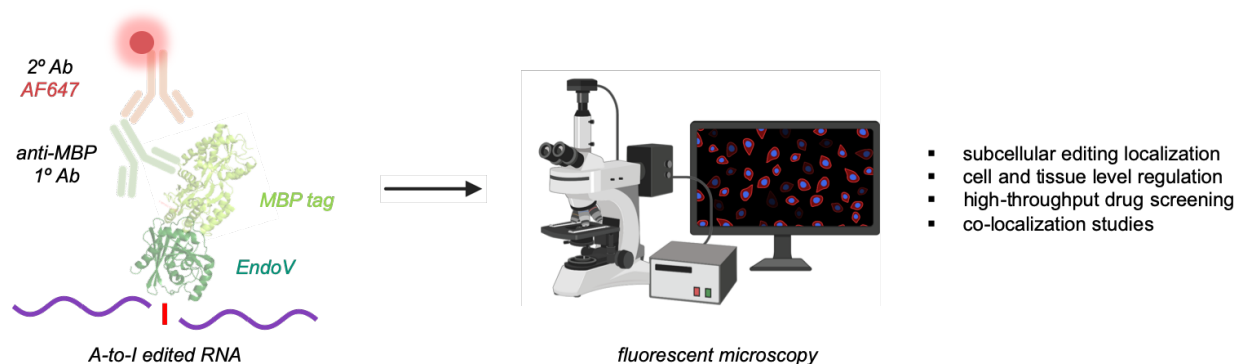 2º Ab
AF647
anti-MBP
1º Ab
MBP tag
EndoV
A-to-I edited RNA
fluorescent microscopy
▪ subcellular editing localization
▪ cell and tissue level regulation
▪ high-throughput drug screening
▪ co-localization studies